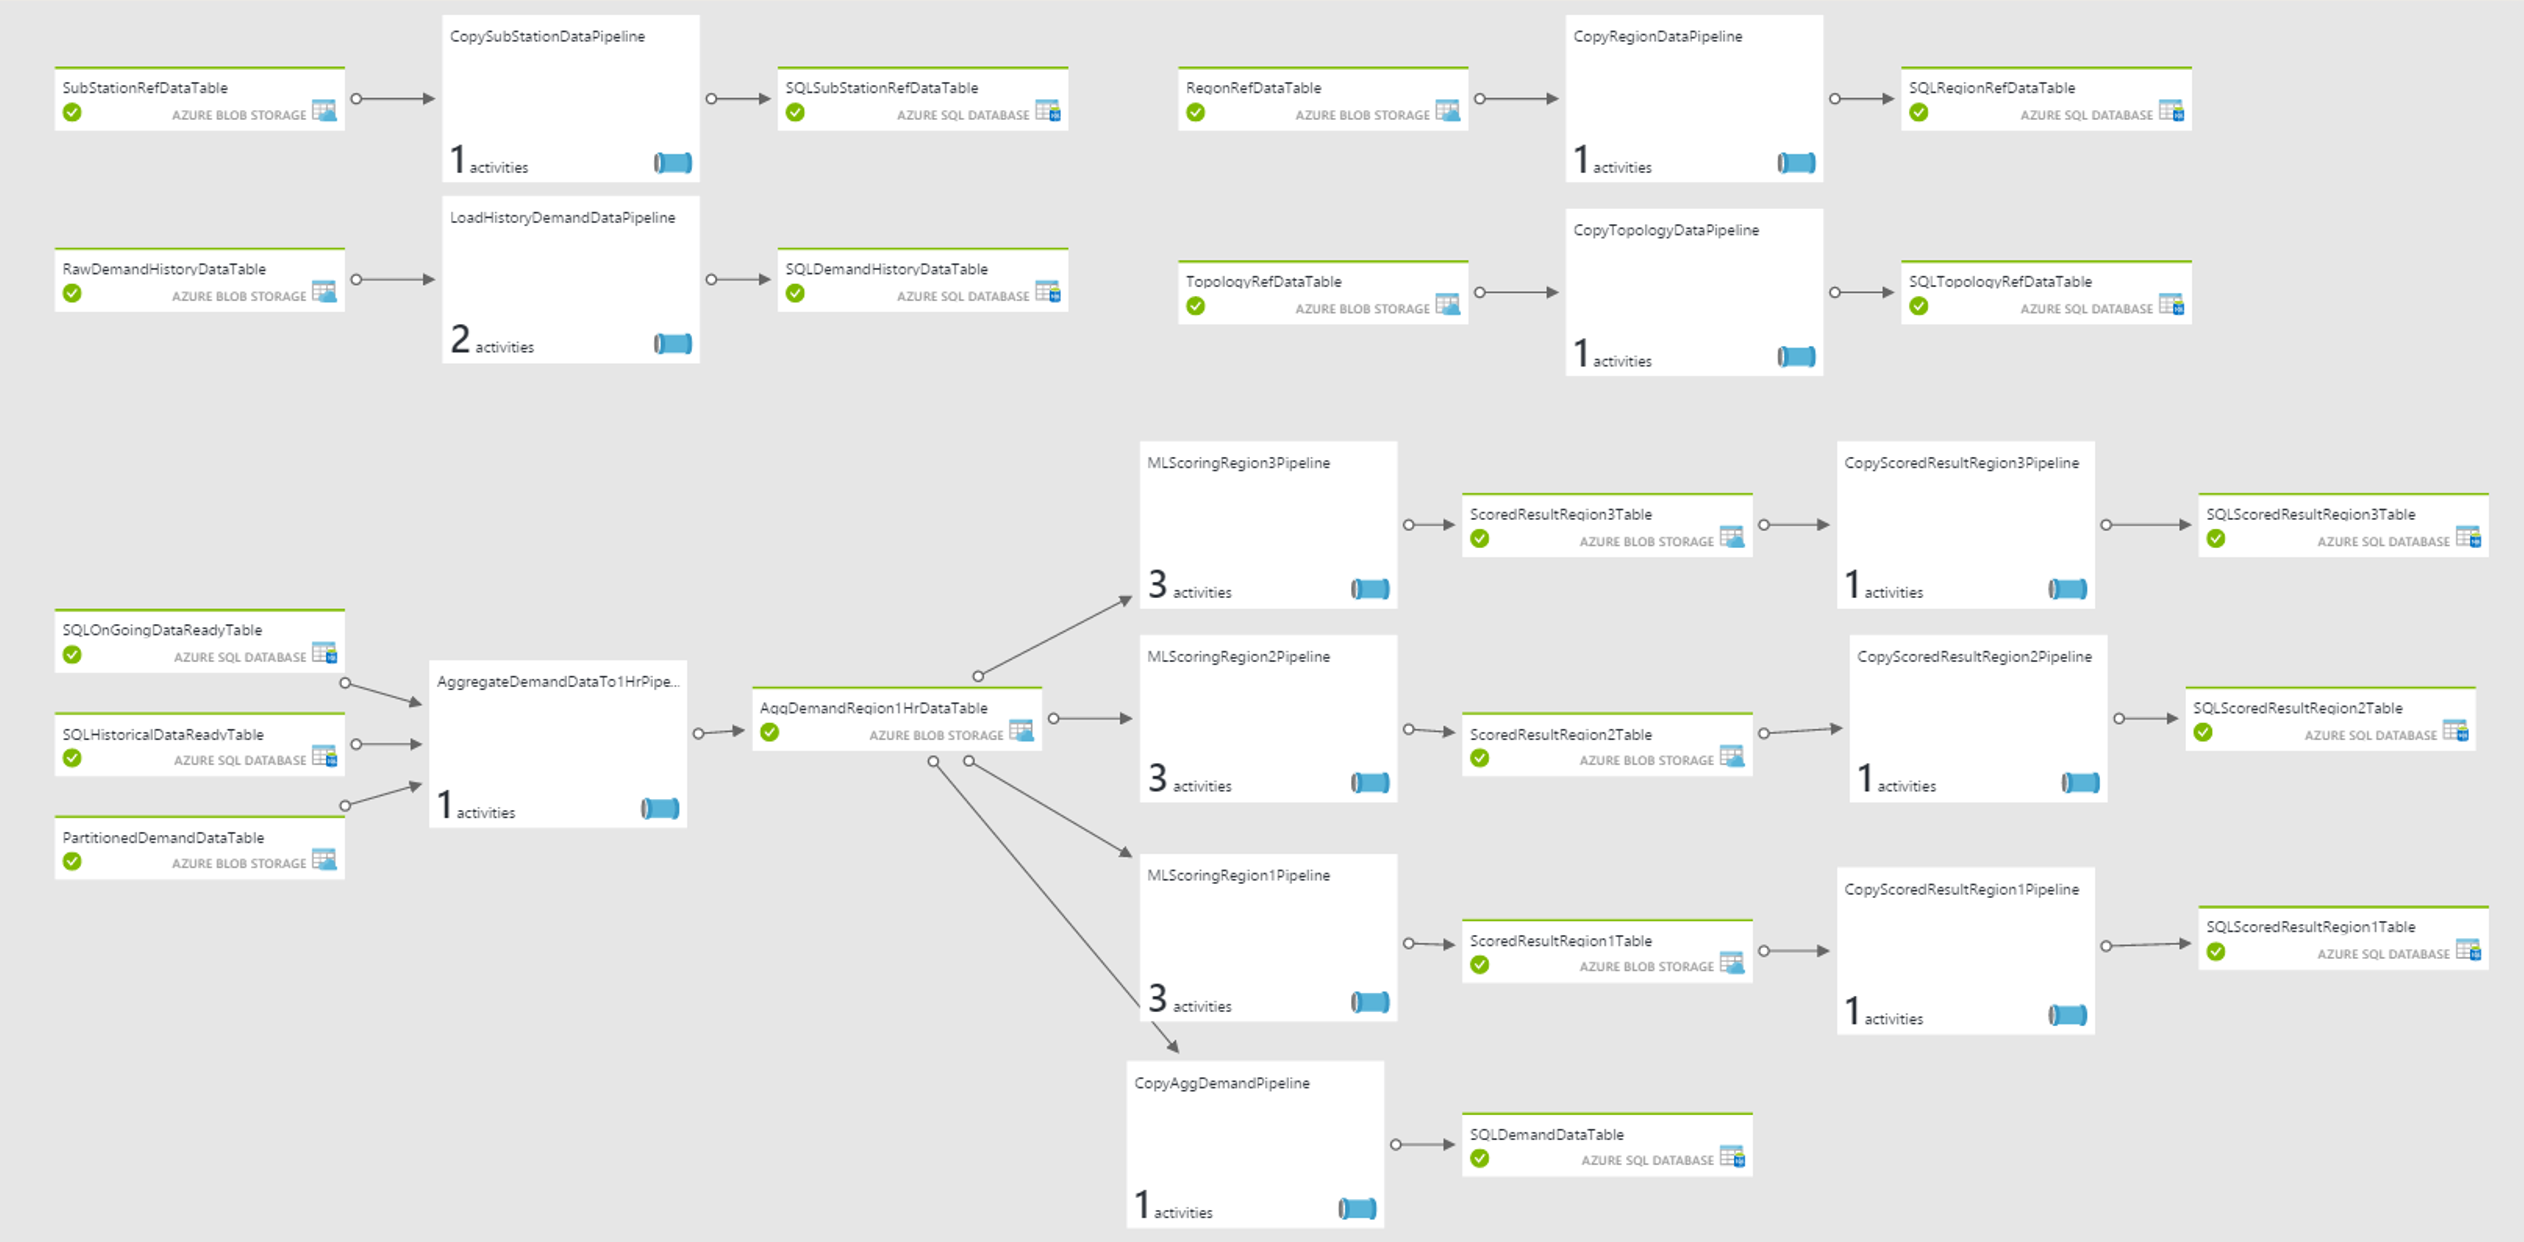 CopySubStationDataPipeline
SubStationRefDataTable
AZURE BLOB STORAGE
1 activities
SQLSubStationRefDataTable
AZURE SQL DATABASE
CopyRegionDataPipeline
RegonRefDataTable
AZURE BLOB STORAGE
1 activities
SQLRegionRefDataTable
AZURE SQL DATABASE
LoadHistoryDemandDataPipeline
RawDemandHistoryDataTable
AZURE BLOB STORAGE
2 activities
SQLDemandHistoryDataTable
AZURE SQL DATABASE
CopyTopologyDataPipeline
TopologyRefDataTable
AZURE BLOB STORAGE
1 activities
SQLTopologyRefDataTable
AZURE SQL DATABASE
SQLOnGoingDataReadyTable
AZURE SQL DATABASE
SQLHistoricalDataReadyTable
AZURE SQL DATABASE
PartitionedDemandDataTable
AZURE BLOB STORAGE
AggregateDemandDataTo1HrPipe...
1 activities
AggDemandRegion1HrDataTable
AZURE BLOB STORAGE
MLScoringRegion3Pipeline
3 activities
ScoredResultRegion3Table
AZURE BLOB STORAGE
CopyScoredResultRegion3Pipeline
1 activities
SQLScoredResultRegion3Table
AZURE SQL DATABASE
MLScoringRegion2Pipeline
3 activities
ScoredResultRegion2Table
AZURE BLOB STORAGE
CopyScoredResultRegion2Pipeline
1 activities
SQLScoredResultRegion2Table
AZURE SQL DATABASE
MLScoringRegion1Pipeline
3 activities
ScoredResultRegion1Table
AZURE BLOB STORAGE
CopyScoredResultRegion1Pipeline
1 activities
SQLScoredResultRegion1Table
AZURE SQL DATABASE
CopyAggDemandPipeline
1 activities
SQLDemandDataTable
AZURE SQL DATABASE